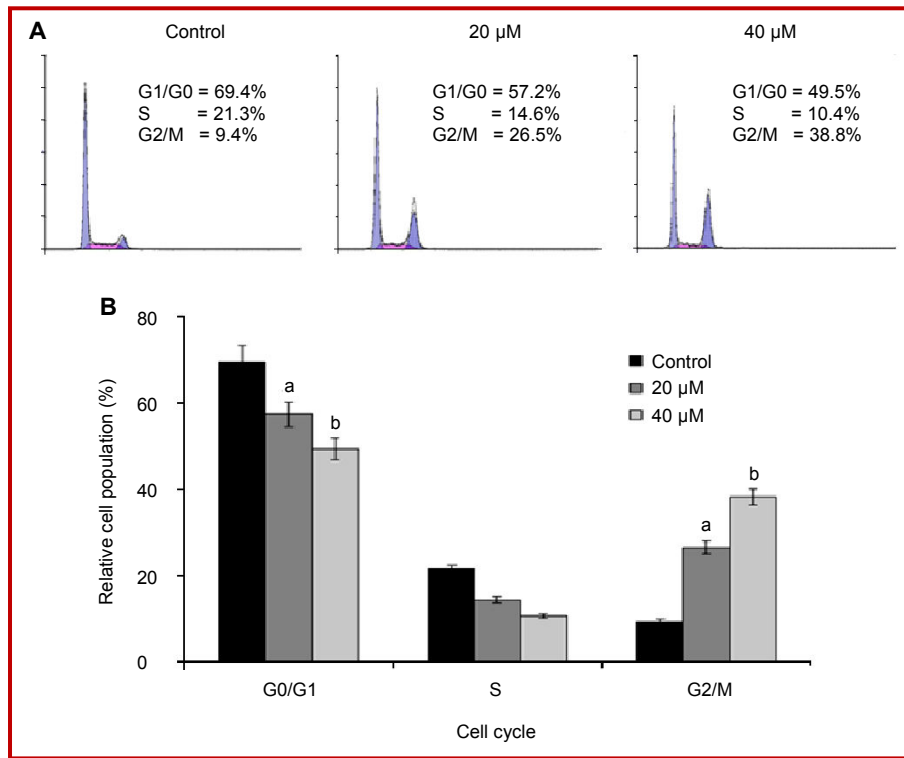 A
Control
20 µM
40 µM
G1/G0 = 69.4%
S = 21.3%
G2/M = 9.4%
G1/G0 = 57.2%
S = 14.6%
G2/M = 26.5%
G1/G0 = 49.5%
S = 10.4%
G2/M = 38.8%
B
Relative cell population (%)
80
60
40
20
0
a
b
a
b
Control
20 µM
40 µM
G0/G1
S
G2/M
Cell cycle